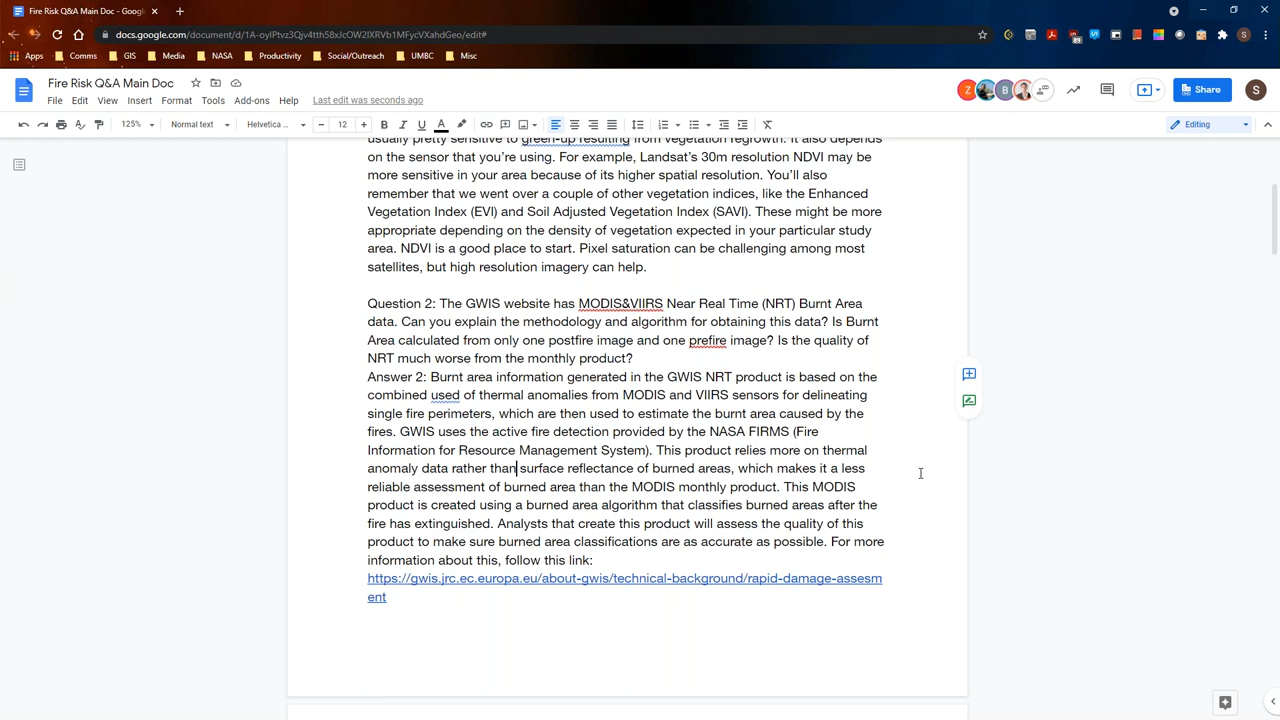 Fire Risk Q&A Main Doc - Google
docs.google.com/document/d/1A-oyIPtvz3Qjv4tth58xJcOW2IXRVb1MFycVXahdGeo/edit#
Apps Comms GIS Media NASA Productivity Social/Outreach UMBC Misc
Fire Risk Q&A Main Doc
File Edit View Insert Format Tools Add-ons Help Last edit was seconds ago
Z B Share S
125% Normal text Helvetica ... 12 B I U A Editing
usually pretty sensitive to green-up resulting from vegetation regrowth. It also depends
on the sensor that you're using. For example, Landsat's 30m resolution NDVI may be
more sensitive in your area because of its higher spatial resolution. You'll also
remember that we went over a couple of other vegetation indices, like the Enhanced
Vegetation Index (EVI) and Soil Adjusted Vegetation Index (SAVI). These might be more
appropriate depending on the density of vegetation expected in your particular study
area. NDVI is a good place to start. Pixel saturation can be challenging among most
satellites, but high resolution imagery can help.
Question 2: The GWIS website has MODIS&VIIRS Near Real Time (NRT) Burnt Area
data. Can you explain the methodology and algorithm for obtaining this data? Is Burnt
Area calculated from only one postfire image and one prefire image? Is the quality of
NRT much worse from the monthly product?
Answer 2: Burnt area information generated in the GWIS NRT product is based on the
combined used of thermal anomalies from MODIS and VIIRS sensors for delineating
single fire perimeters, which are then used to estimate the burnt area caused by the
fires. GWIS uses the active fire detection provided by the NASA FIRMS (Fire
Information for Resource Management System). This product relies more on thermal
anomaly data rather than surface reflectance of burned areas, which makes it a less
reliable assessment of burned area than the MODIS monthly product. This MODIS
product is created using a burned area algorithm that classifies burned areas after the
fire has extinguished. Analysts that create this product will assess the quality of this
product to make sure burned area classifications are as accurate as possible. For more
information about this, follow this link:
https://gwis.jrc.ec.europa.eu/about-gwis/technical-background/rapid-damage-assesm
ent